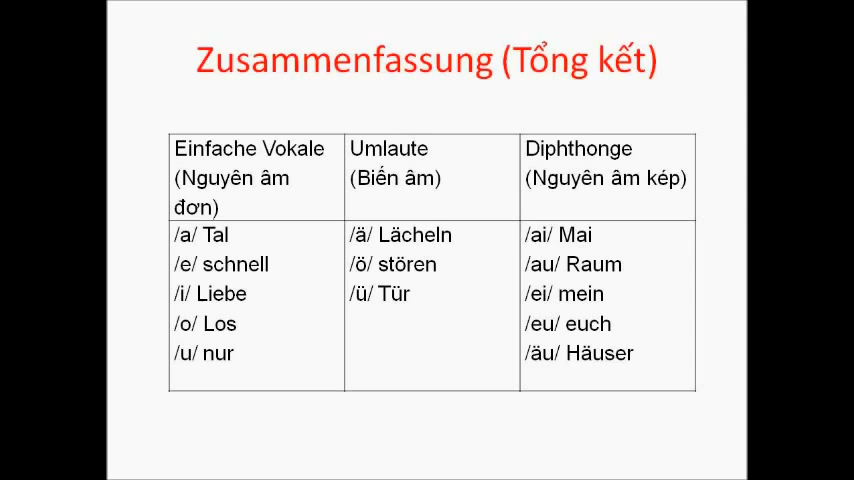 Zusammenfassung (Tổng kết)
Einfache Vokale
(Nguyên âm
đơn)
Umlaute
(Biến âm)
Diphthonge
(Nguyên âm kép)
/a/ Tal
/e/ schnell
/i/ Liebe
/o/ Los
/u/ nur
/ä/ Lächeln
/ö/ stören
/ü/ Tür
/ai/ Mai
/au/ Raum
/ei/ mein
/eu/ euch
/äu/ Häuser